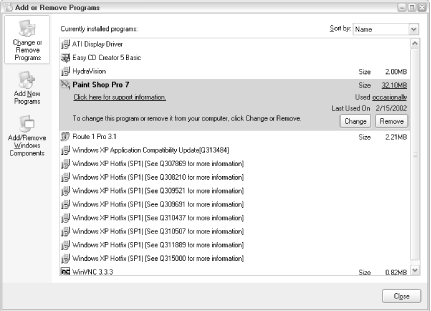 Add or Remove Programs
Change or Remove Programs
Add New Programs
Add/Remove Windows Components
Currently installed programs:
Sort by: Name
ATI Display Driver
Easy CD Creator 5 Basic
HydraVision Size 2.00MB
Paint Shop Pro 7 Size 32.10MB
Click here for support information. Used occasionally
Last Used On 2/15/2002
To change this program or remove it from your computer, click Change or Remove. Change Remove
Route 1 Pro 3.1 Size 2.21MB
Windows XP Application Compatibility Update[Q313484]
Windows XP Hotfix (SP1) [See Q307869 for more information]
Windows XP Hotfix (SP1) [See Q308210 for more information]
Windows XP Hotfix (SP1) [See Q309521 for more information]
Windows XP Hotfix (SP1) [See Q309691 for more information]
Windows XP Hotfix (SP1) [See Q310437 for more information]
Windows XP Hotfix (SP1) [See Q310507 for more information]
Windows XP Hotfix (SP1) [See Q311889 for more information]
Windows XP Hotfix (SP1) [See Q315000 for more information]
WinVNC 3.3.3 Size 0.82MB
Close